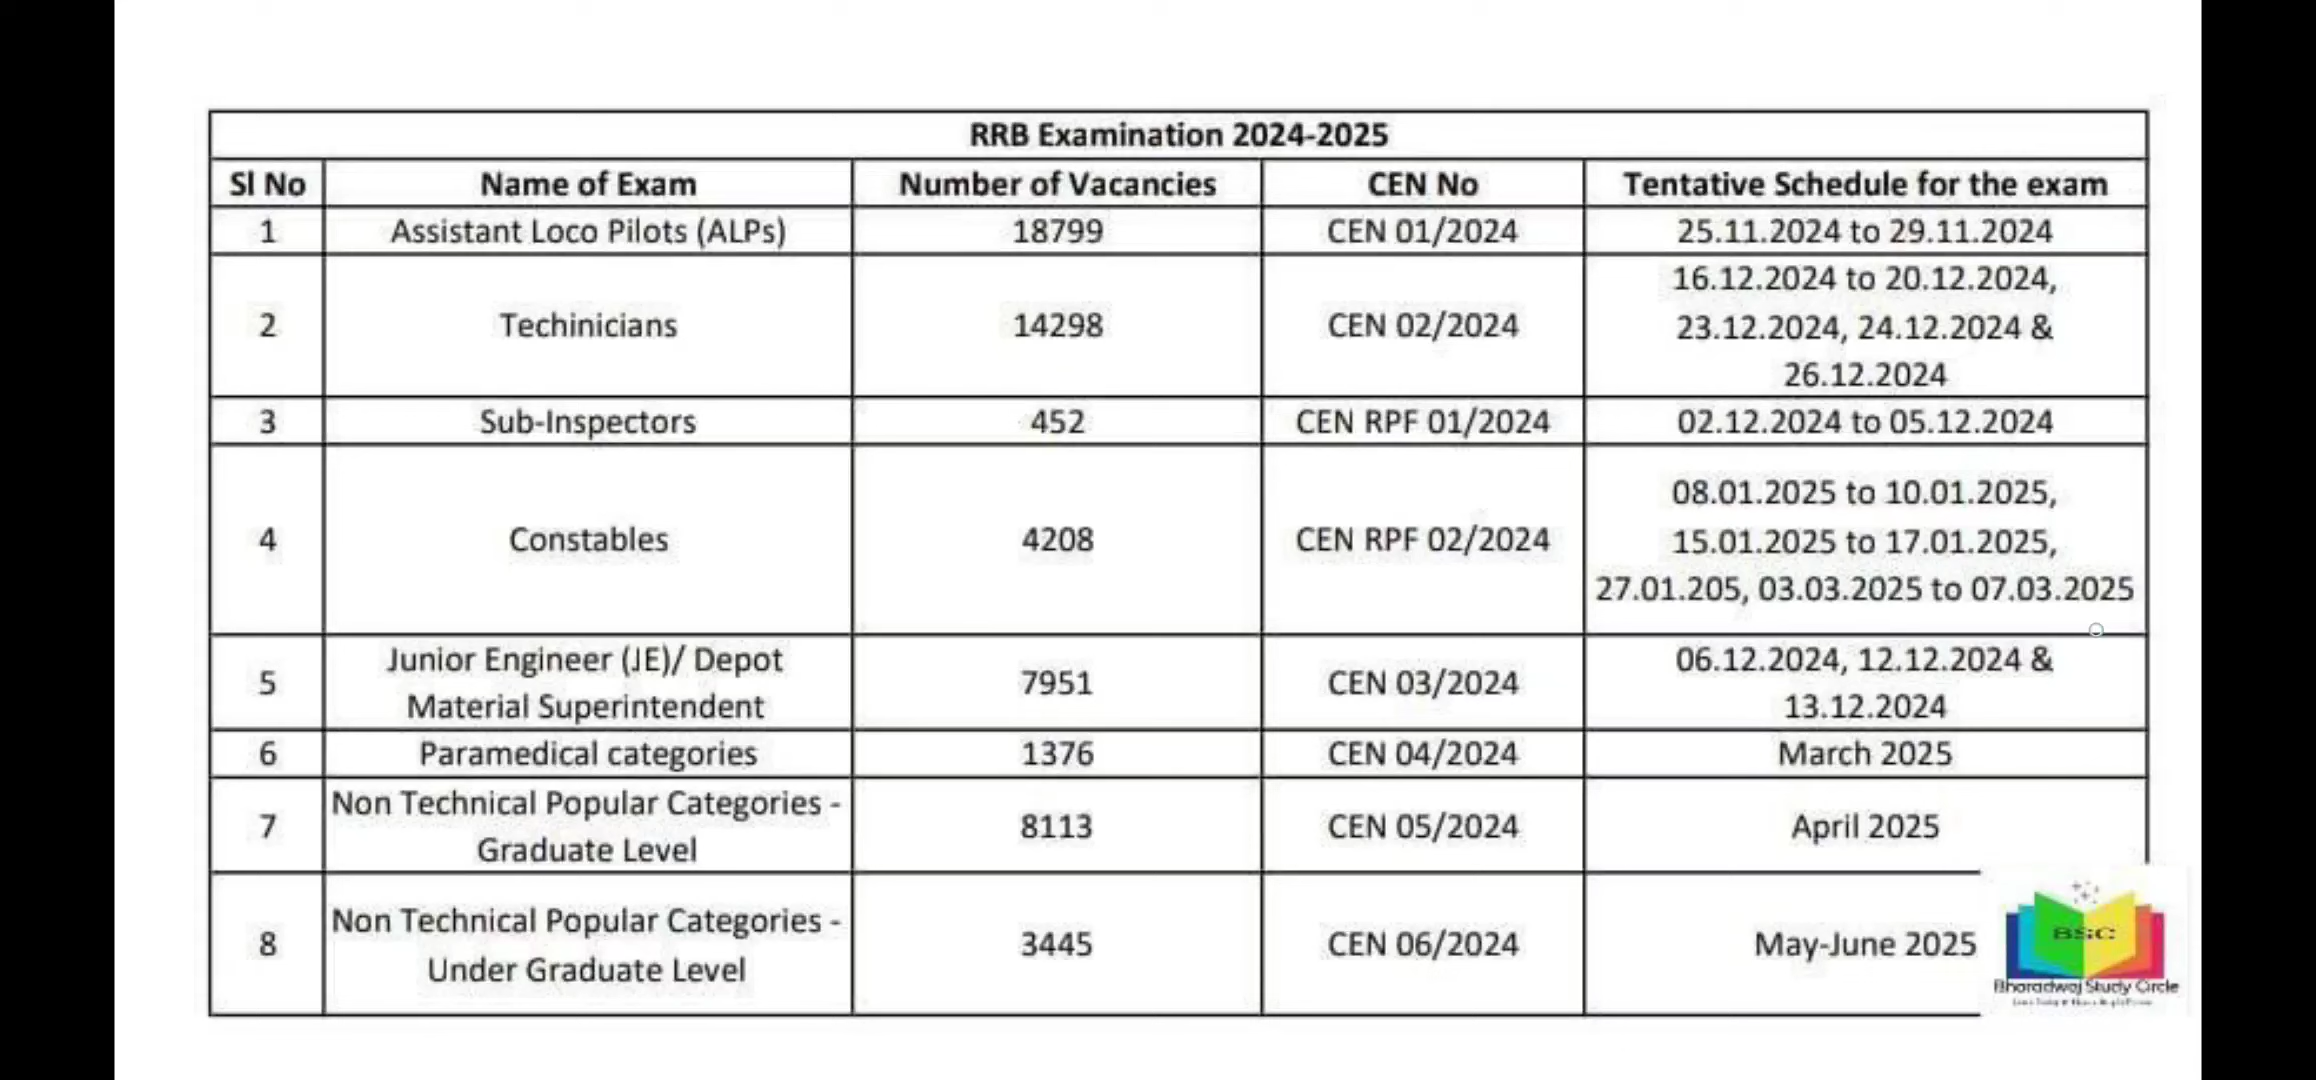 RRB Examination 2024-2025
Sl No Name of Exam Number of Vacancies CEN No Tentative Schedule for the exam
1 Assistant Loco Pilots (ALPs) 18799 CEN 01/2024 25.11.2024 to 29.11.2024
2 Techinicians 14298 CEN 02/2024 16.12.2024 to 20.12.2024,
23.12.2024, 24.12.2024 &
26.12.2024
3 Sub-Inspectors 452 CEN RPF 01/2024 02.12.2024 to 05.12.2024
4 Constables 4208 CEN RPF 02/2024 08.01.2025 to 10.01.2025,
15.01.2025 to 17.01.2025,
27.01.205, 03.03.2025 to 07.03.2025
5 Junior Engineer (JE)/ Depot
Material Superintendent 7951 CEN 03/2024 06.12.2024, 12.12.2024 &
13.12.2024
6 Paramedical categories 1376 CEN 04/2024 March 2025
7 Non Technical Popular Categories -
Graduate Level 8113 CEN 05/2024 April 2025
8 Non Technical Popular Categories -
Under Graduate Level 3445 CEN 06/2024 May-June 2025
BSC
Bharadwaj Study Circle